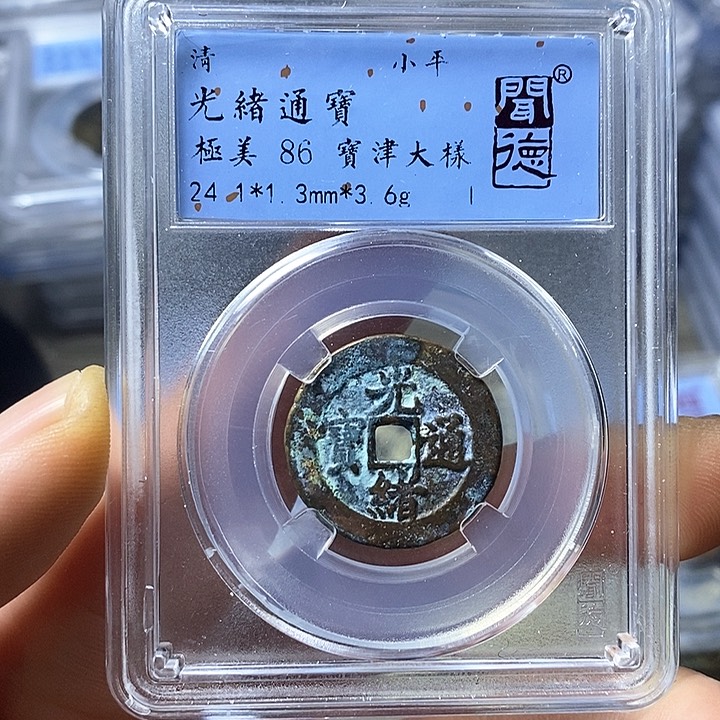 清 小平
光緒通寶
極美 86 寶津大樣
24.1*1.3mm*3.6g
聞德®
光緒通寶